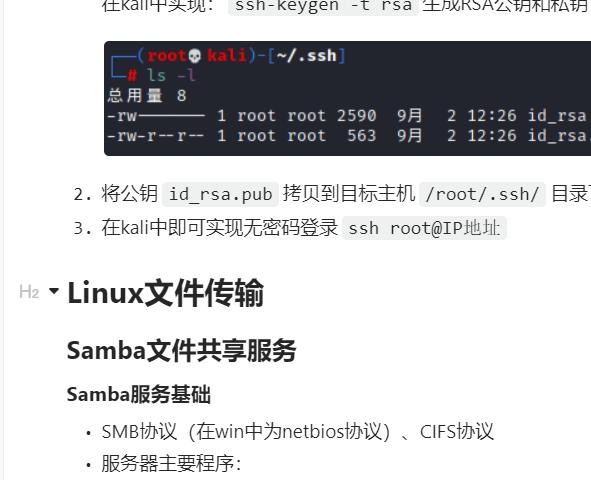 在kali中实现： ssh-keygen -t rsa 生成RSA公钥和私钥
┌──(root💀kali)-[~/.ssh]
└─# ls -l
总用量 8
-rw------- 1 root root 2590  9月   2 12:26 id_rsa
-rw-r--r-- 1 root root  563  9月   2 12:26 id_rsa.
2. 将公钥 id_rsa.pub 拷贝到目标主机 /root/.ssh/ 目录
3. 在kali中即可实现无密码登录 ssh root@IP地址
H2 Linux文件传输
Samba文件共享服务
Samba服务基础
• SMB协议（在win中为netbios协议）、CIFS协议
• 服务器主要程序：